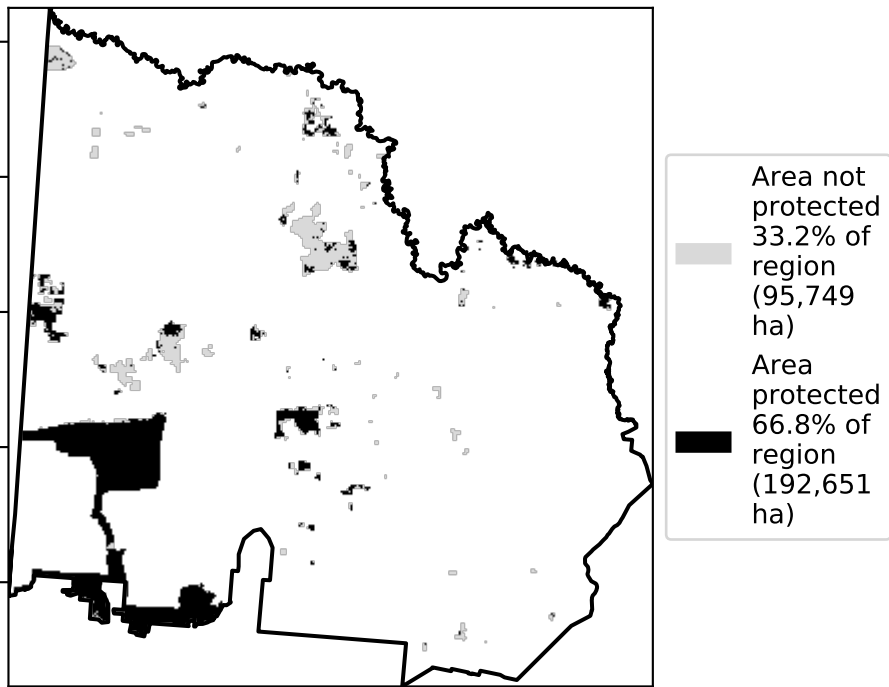 Area not
protected
33.2% of
region
(95,749
ha)
Area
protected
66.8% of
region
(192,651
ha)